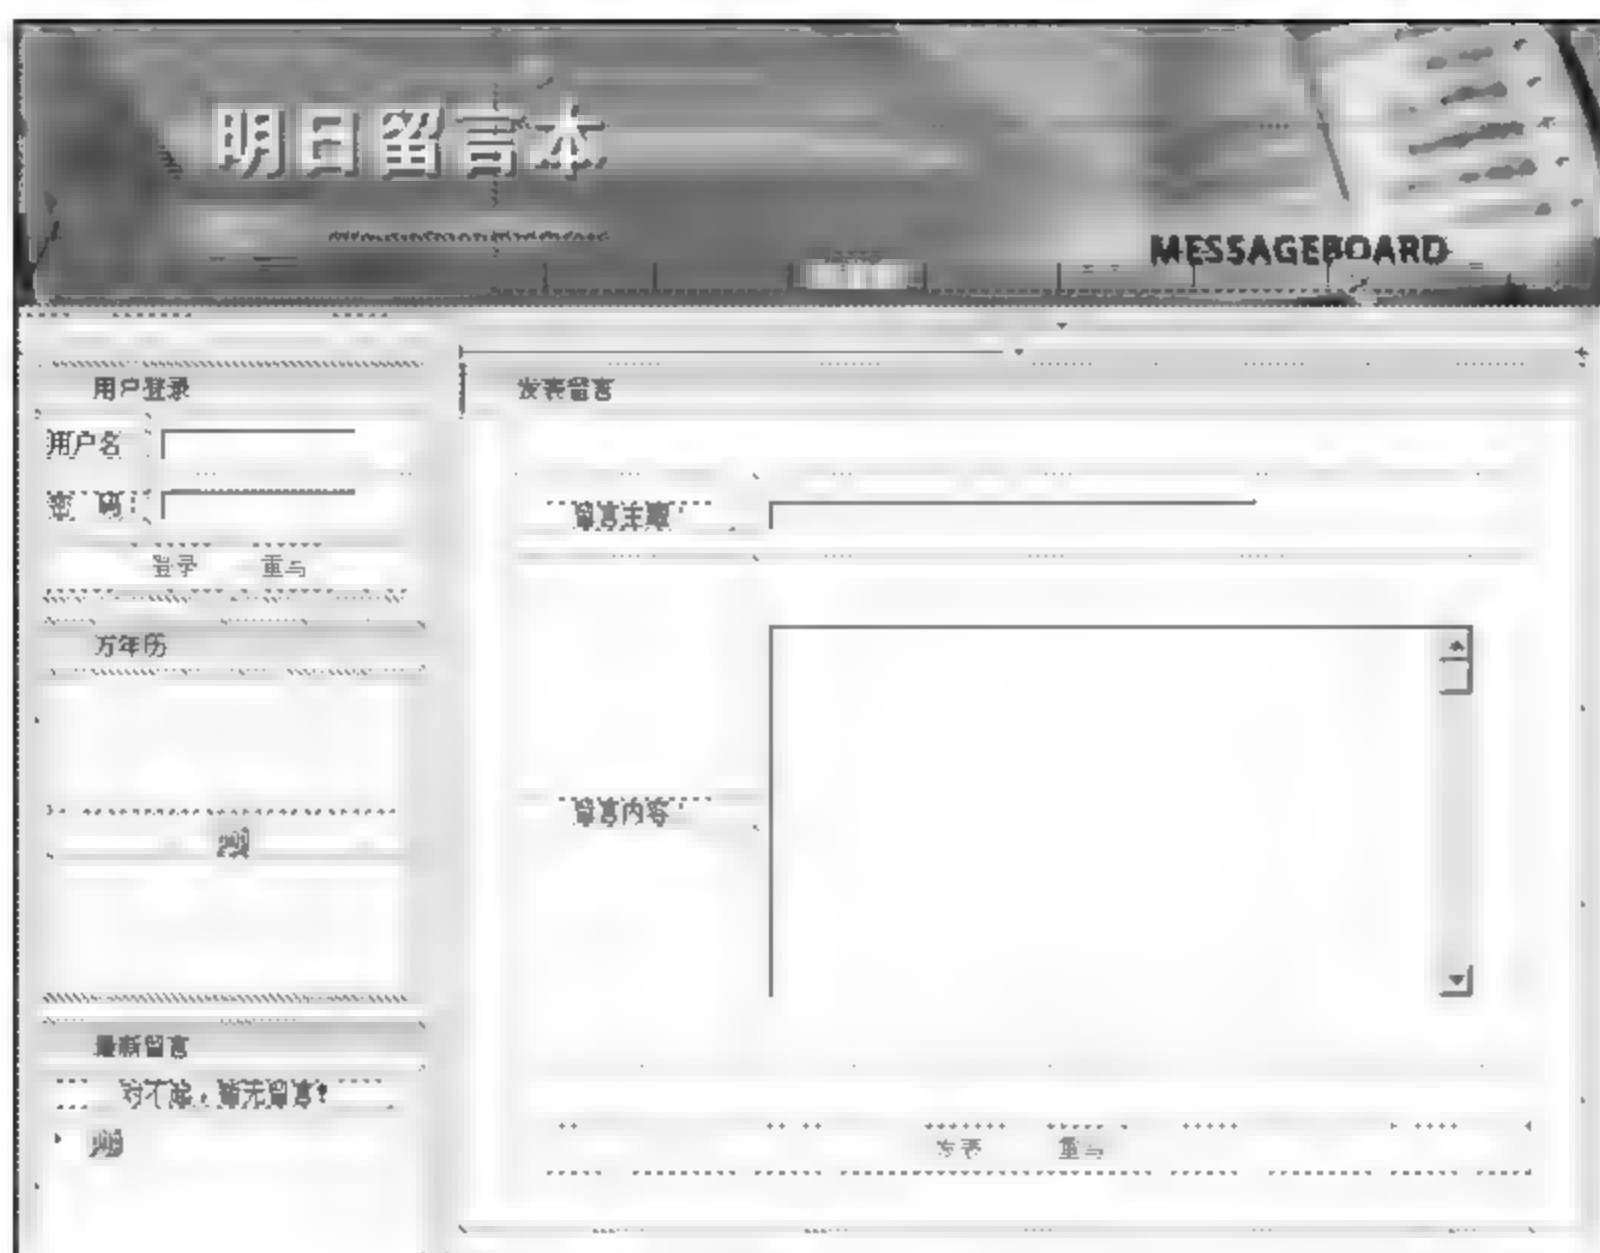 明日留言本
MESSAGEBOARD
用户登录
用户名
密 码：
登录 重写
万年历
最新留言
对不起，暂无留言！
发表留言
留言主题：
留言内容：
发表 重写